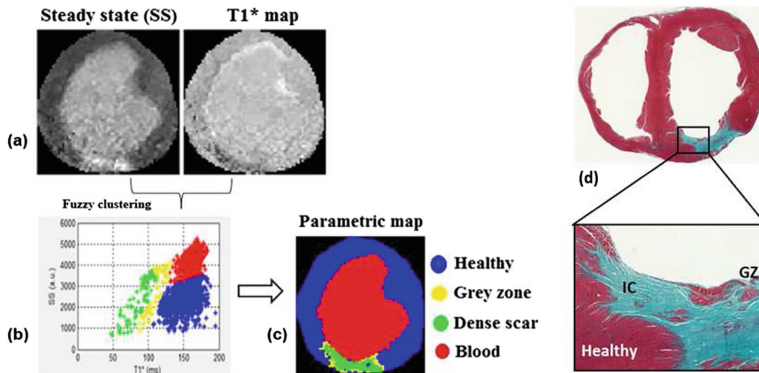 Steady state (SS)
T1* map
(a)
Fuzzy clustering
6000
5000
4000
3000
2000
1000
0
SS (a.u.)
0
50
100
150
200
T1* (ms)
(b)
Parametric map
(c)
Healthy
Grey zone
Dense scar
Blood
(d)
IC
GZ
Healthy